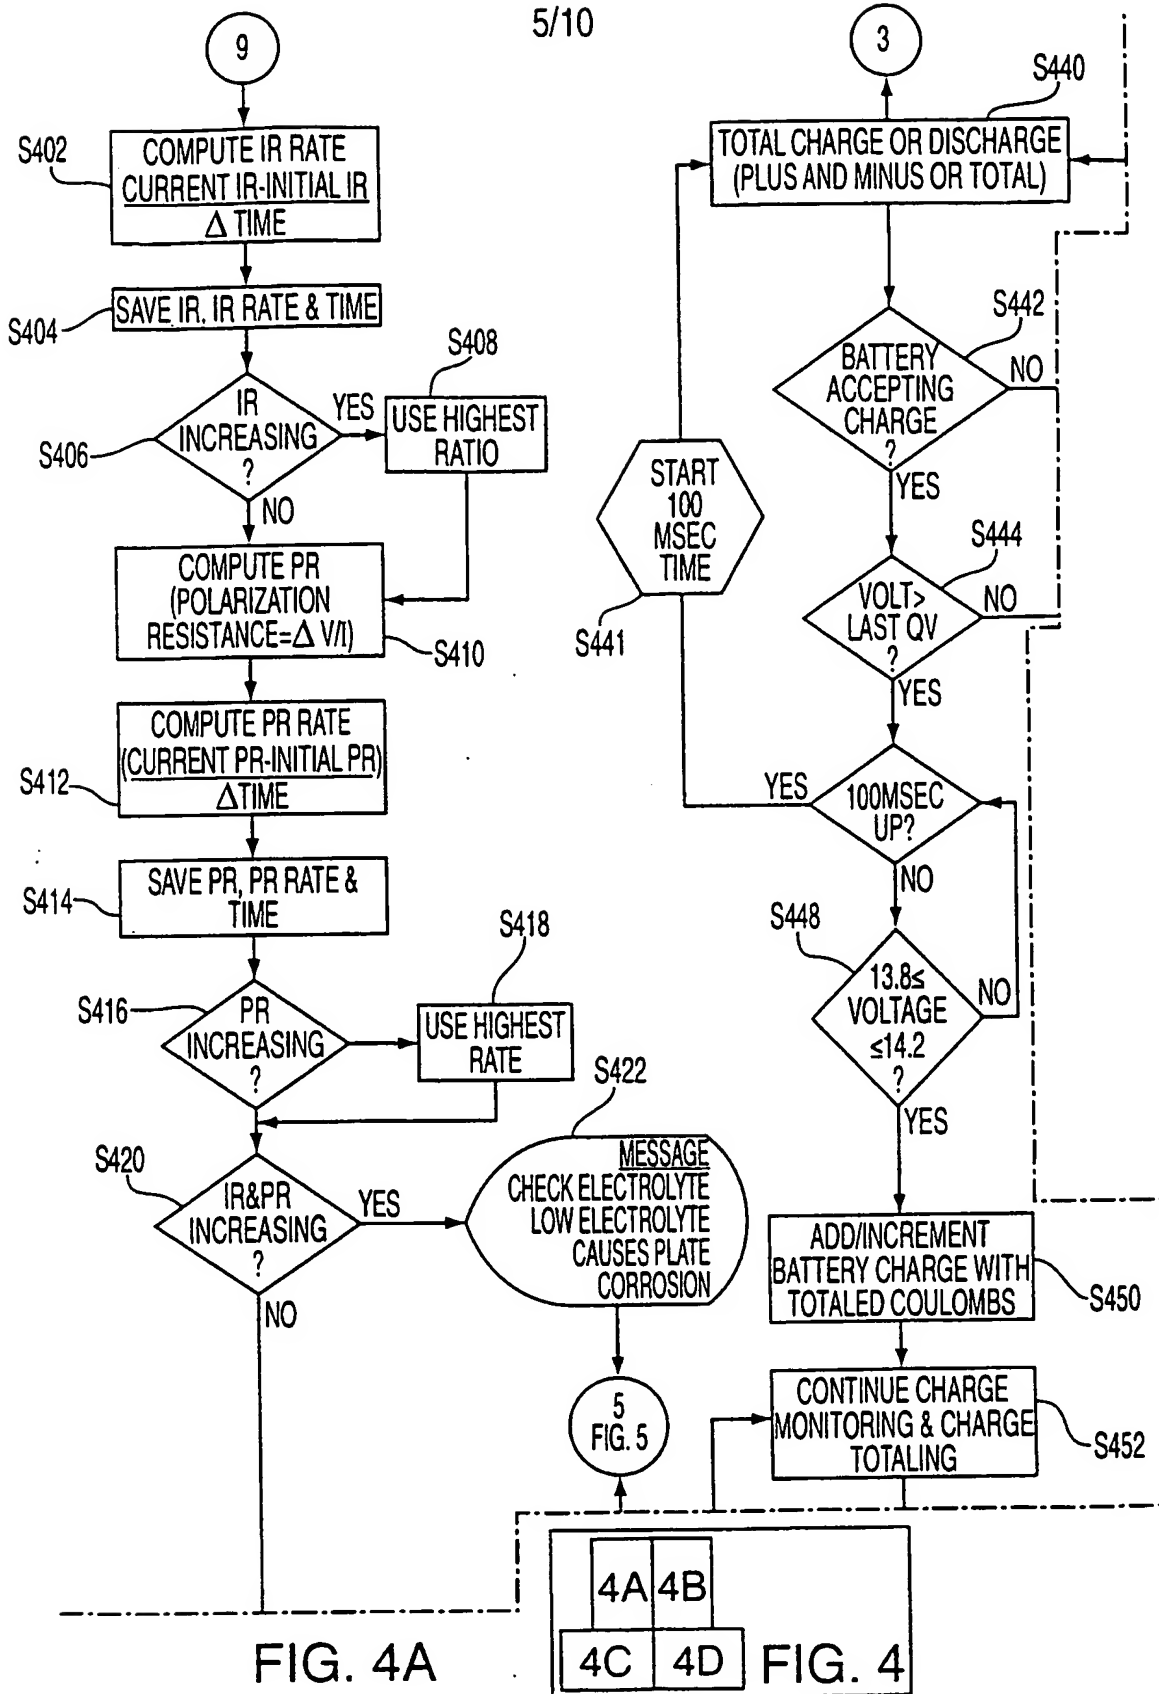 5/10
9
S402
COMPUTE IR RATE
CURRENT IR-INITIAL IR
Δ TIME
S404
SAVE IR, IR RATE & TIME
S406
IR
INCREASING
?
YES
NO
S408
USE HIGHEST
RATIO
COMPUTE PR
(POLARIZATION
RESISTANCE=Δ V/I)
S410
S412
COMPUTE PR RATE
(CURRENT PR-INITIAL PR)
ΔTIME
S414
SAVE PR, PR RATE &
TIME
S416
PR
INCREASING
?
S418
USE HIGHEST
RATE
S420
IR&PR
INCREASING
?
YES
NO
S422
MESSAGE
CHECK ELECTROLYTE
LOW ELECTROLYTE
CAUSES PLATE
CORROSION
5
FIG. 5
3
S440
TOTAL CHARGE OR DISCHARGE
(PLUS AND MINUS OR TOTAL)
S442
BATTERY
ACCEPTING
CHARGE
?
NO
YES
START
100
MSEC
TIME
S441
S444
VOLT>
LAST QV
?
NO
YES
100MSEC
UP?
YES
NO
S448
13.8≤
VOLTAGE
≤14.2
?
NO
YES
ADD/INCREMENT
BATTERY CHARGE WITH
TOTALED COULOMBS
S450
CONTINUE CHARGE
MONITORING & CHARGE
TOTALING
S452
4A 4B
4C 4D
FIG. 4A
FIG. 4